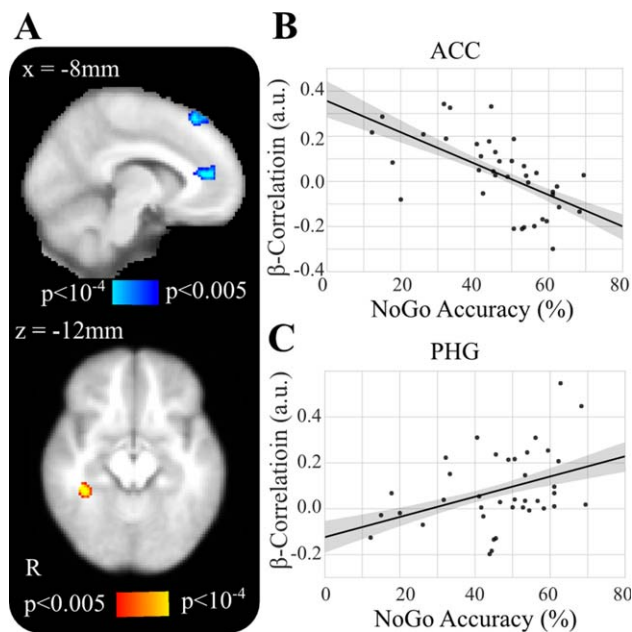 A
x = -8mm
p<10⁻⁴ p<0.005
z = -12mm
R
p<0.005 p<10⁻⁴
B
ACC
β-Correlatioin (a.u.)
0.4
0.2
0.0
-0.2
-0.4
0 20 40 60 80
NoGo Accuracy (%)
C
PHG
β-Correlatioin (a.u.)
0.4
0.2
0.0
-0.2
0 20 40 60 80
NoGo Accuracy (%)